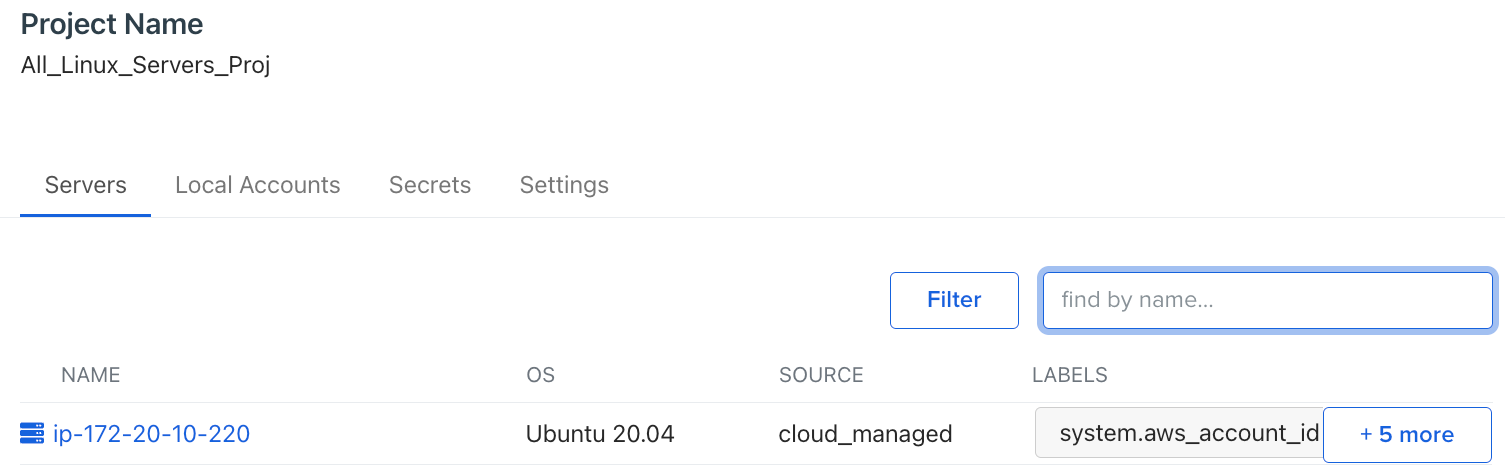 Project Name
All_Linux_Servers_Proj
Servers Local Accounts Secrets Settings
Filter find by name...
NAME OS SOURCE LABELS
ip-172-20-10-220 Ubuntu 20.04 cloud_managed system.aws_account_id + 5 more